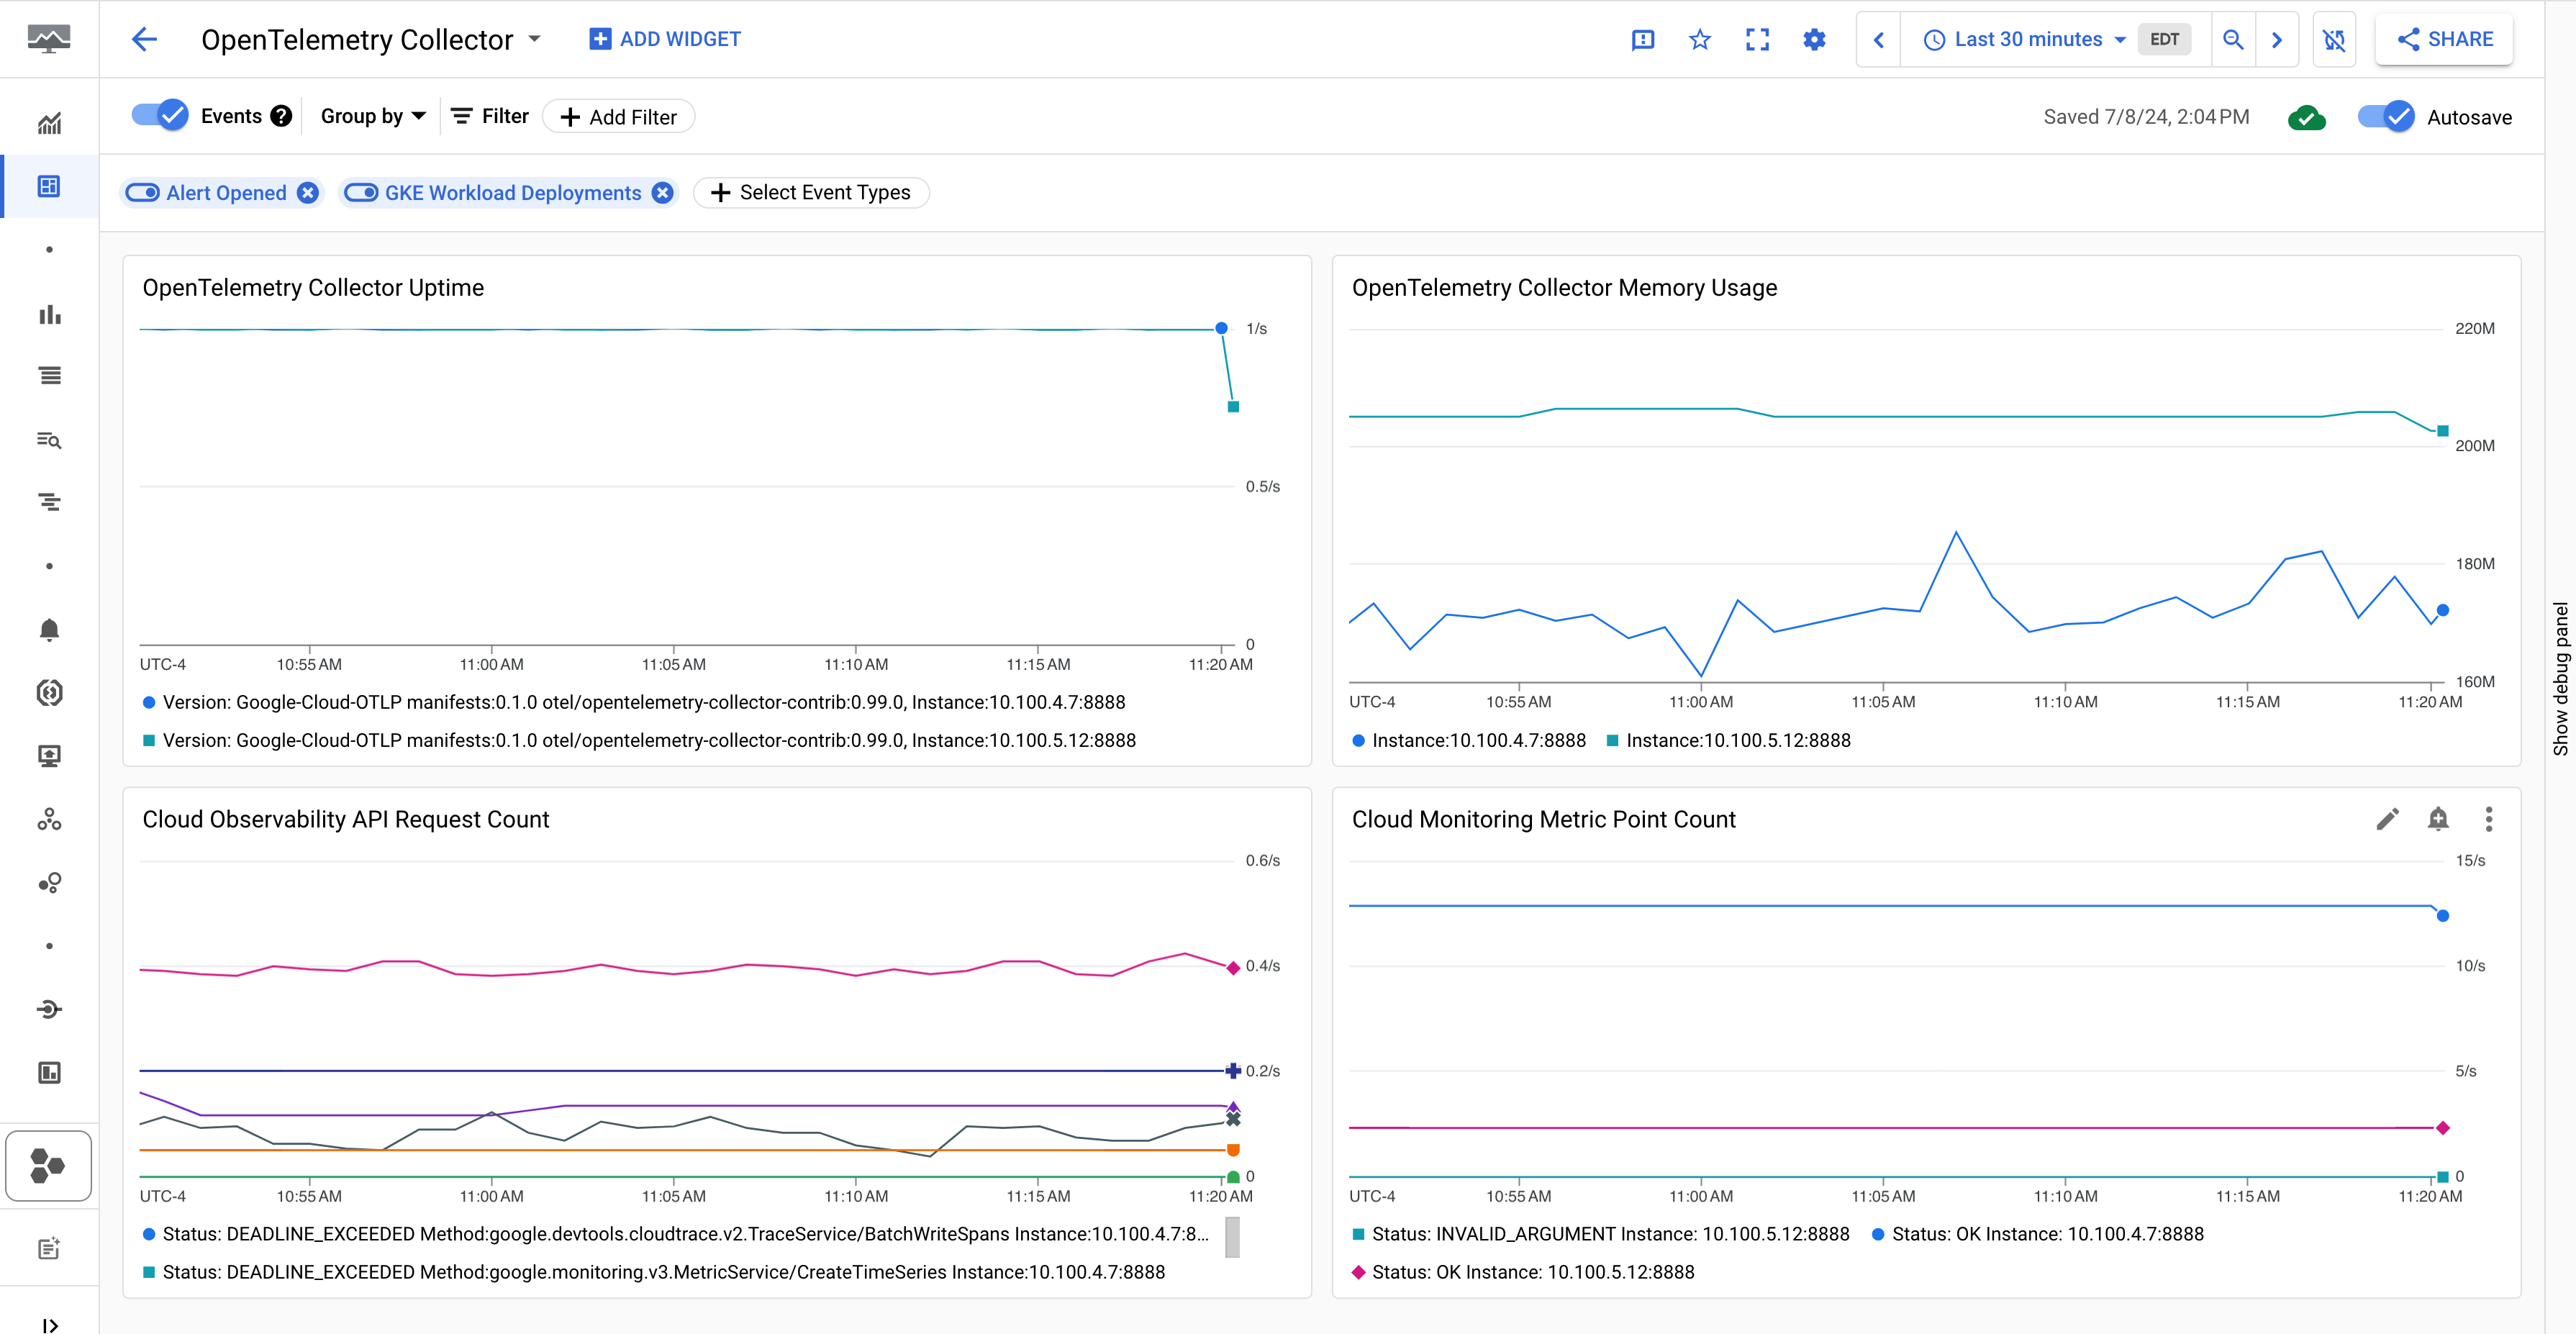 OpenTelemetry Collector
ADD WIDGET
Last 30 minutes
EDT
SHARE
Events
Group by
Filter
Add Filter
Saved 7/8/24, 2:04 PM
Autosave
Alert Opened
GKE Workload Deployments
Select Event Types
OpenTelemetry Collector Uptime
1/s
0.5/s
0
UTC-4
10:55 AM
11:00 AM
11:05 AM
11:10 AM
11:15 AM
11:20 AM
Version: Google-Cloud-OTLP manifests:0.1.0 otel/opentelemetry-collector-contrib:0.99.0, Instance:10.100.4.7:8888
Version: Google-Cloud-OTLP manifests:0.1.0 otel/opentelemetry-collector-contrib:0.99.0, Instance:10.100.5.12:8888
OpenTelemetry Collector Memory Usage
220M
200M
180M
160M
UTC-4
10:55 AM
11:00 AM
11:05 AM
11:10 AM
11:15 AM
11:20 AM
Instance:10.100.4.7:8888
Instance:10.100.5.12:8888
Cloud Observability API Request Count
0.6/s
0.4/s
0.2/s
0
UTC-4
10:55 AM
11:00 AM
11:05 AM
11:10 AM
11:15 AM
11:20 AM
Status: DEADLINE_EXCEEDED Method:google.devtools.cloudtrace.v2.TraceService/BatchWriteSpans Instance:10.100.4.7:8...
Status: DEADLINE_EXCEEDED Method:google.monitoring.v3.MetricService/CreateTimeSeries Instance:10.100.4.7:8888
Cloud Monitoring Metric Point Count
15/s
10/s
5/s
0
UTC-4
10:55 AM
11:00 AM
11:05 AM
11:10 AM
11:15 AM
11:20 AM
Status: INVALID_ARGUMENT Instance: 10.100.5.12:8888
Status: OK Instance: 10.100.4.7:8888
Status: OK Instance: 10.100.5.12:8888
Show debug panel